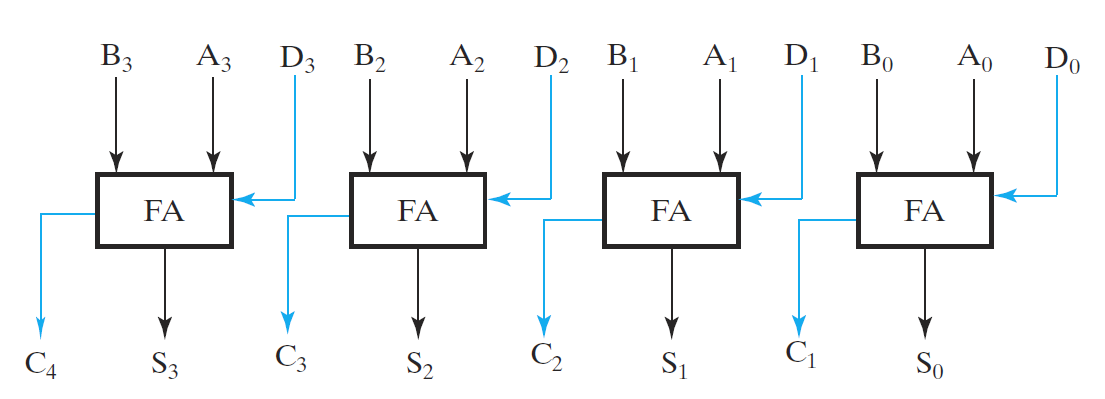 B₃ A₃ D₃ B₂ A₂ D₂ B₁ A₁ D₁ B₀ A₀ D₀
FA FA FA FA
C₄ S₃ C₃ S₂ C₂ S₁ C₁ S₀